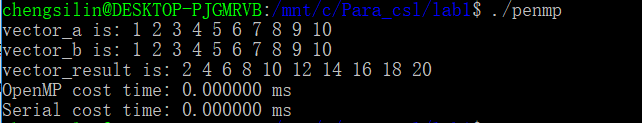 chengsilin@DESKTOP-PJGMRVB:/mnt/c/Para_csl/lab1$ ./penmp
vector_a is: 1 2 3 4 5 6 7 8 9 10
vector_b is: 1 2 3 4 5 6 7 8 9 10
vector_result is: 2 4 6 8 10 12 14 16 18 20
OpenMP cost time: 0.000000 ms
Serial cost time: 0.000000 ms